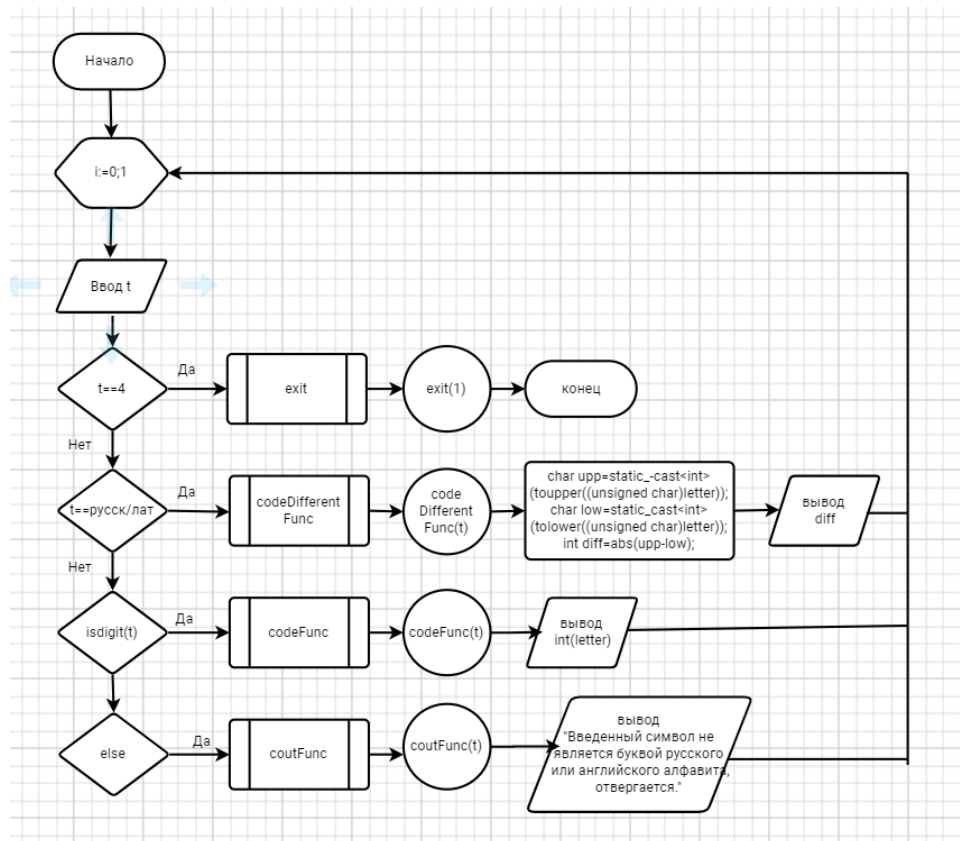 Начало
i:=0;1
Ввод t
t==4
Да
exit
exit(1)
конец
Нет
t==русск/лат
Да
codeDifferent
Func
code
Different
Func(t)
char upp=static_-cast<int>
(toupper((unsigned char)letter));
char low=static_cast<int>
(tolower((unsigned char)letter));
int diff=abs(upp-low);
вывод
diff
Нет
isdigit(t)
Да
codeFunc
codeFunc(t)
вывод
int(letter)
else
Да
coutFunc
coutFunc(t)
вывод
"Введенный символ не
является буквой русского
или английского алфавита,
отвергается."